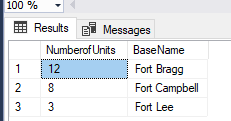 100 %
Results Messages
NumberofUnits BaseName
1 12 Fort Bragg
2 8 Fort Campbell
3 3 Fort Lee